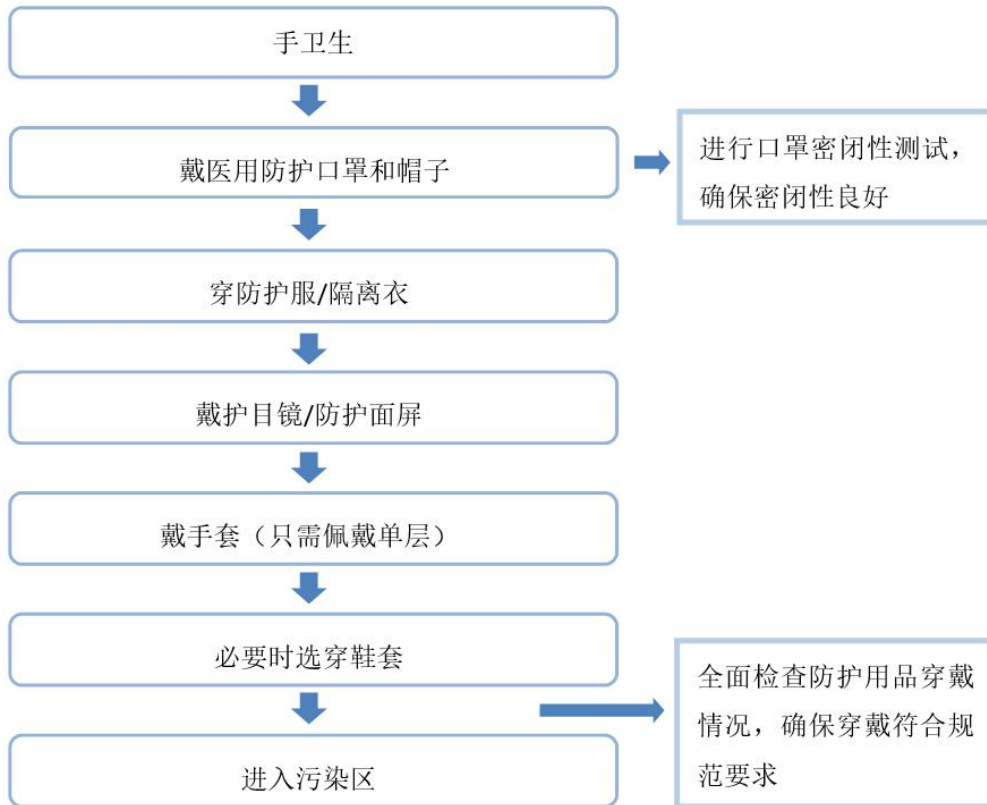 手卫生
戴医用防护口罩和帽子
进行口罩密闭性测试，
确保密闭性良好
穿防护服/隔离衣
戴护目镜/防护面屏
戴手套（只需佩戴单层）
必要时选穿鞋套
全面检查防护用品穿戴
情况，确保穿戴符合规
范要求
进入污染区